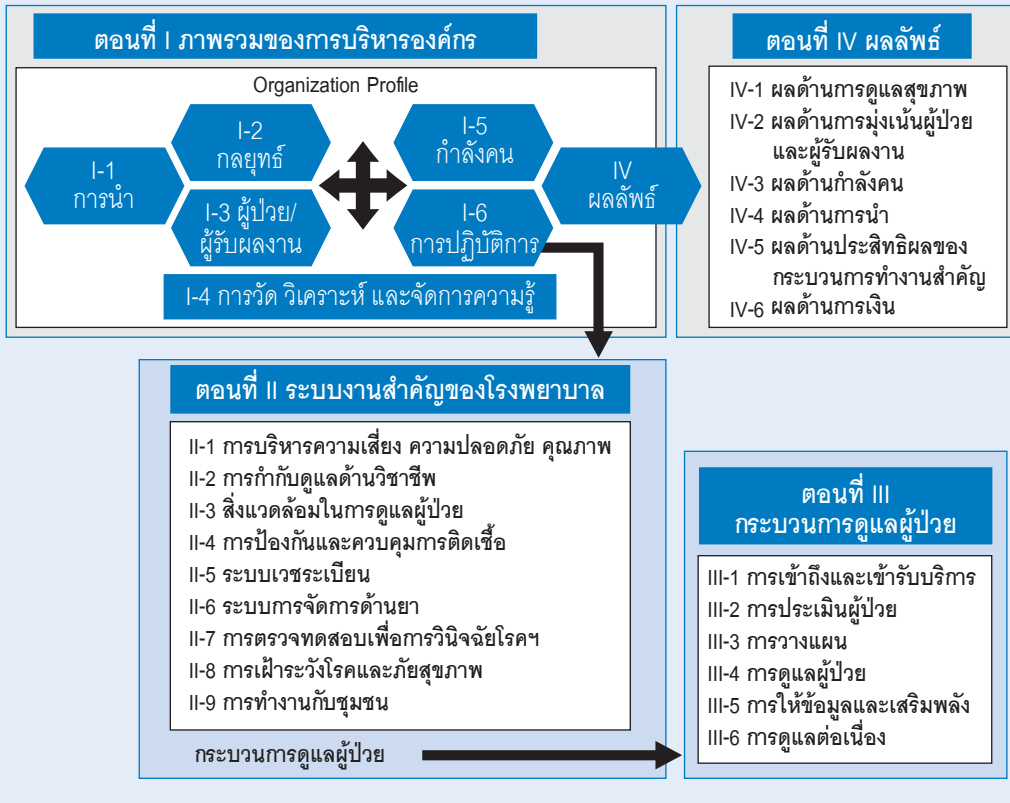 ตอนที่ I ภาพรวมของการบริหารองค์กร
Organization Profile
I-1
การนำ
I-2
กลยุทธ์
I-3 ผู้ป่วย/
ผู้รับผลงาน
I-5
กำลังคน
I-6
การปฏิบัติการ
IV
ผลลัพธ์
I-4 การวัด วิเคราะห์ และจัดการความรู้
ตอนที่ IV ผลลัพธ์
IV-1 ผลด้านการดูแลสุขภาพ
IV-2 ผลด้านการมุ่งเน้นผู้ป่วย
และผู้รับผลงาน
IV-3 ผลด้านกำลังคน
IV-4 ผลด้านการนำ
IV-5 ผลด้านประสิทธิผลของ
กระบวนการทำงานสำคัญ
IV-6 ผลด้านการเงิน
ตอนที่ II ระบบงานสำคัญของโรงพยาบาล
II-1 การบริหารความเสี่ยง ความปลอดภัย คุณภาพ
II-2 การกำกับดูแลด้านวิชาชีพ
II-3 สิ่งแวดล้อมในการดูแลผู้ป่วย
II-4 การป้องกันและควบคุมการติดเชื้อ
II-5 ระบบเวชระเบียน
II-6 ระบบการจัดการด้านยา
II-7 การตรวจทดสอบเพื่อการวินิจฉัยโรคฯ
II-8 การเฝ้าระวังโรคและภัยสุขภาพ
II-9 การทำงานกับชุมชน
กระบวนการดูแลผู้ป่วย
ตอนที่ III
กระบวนการดูแลผู้ป่วย
III-1 การเข้าถึงและเข้ารับบริการ
III-2 การประเมินผู้ป่วย
III-3 การวางแผน
III-4 การดูแลผู้ป่วย
III-5 การให้ข้อมูลและเสริมพลัง
III-6 การดูแลต่อเนื่อง